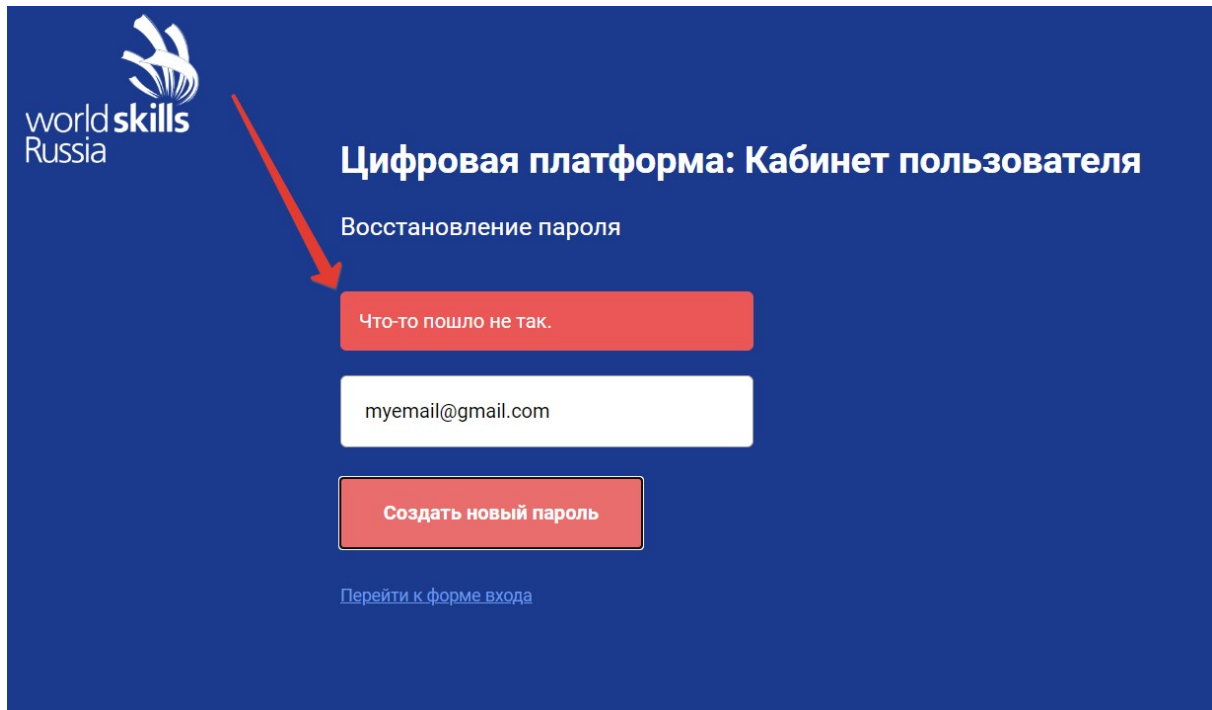 world skills
Russia
Цифровая платформа: Кабинет пользователя
Восстановление пароля
Что-то пошло не так.
myemail@gmail.com
Создать новый пароль
Перейти к форме входа